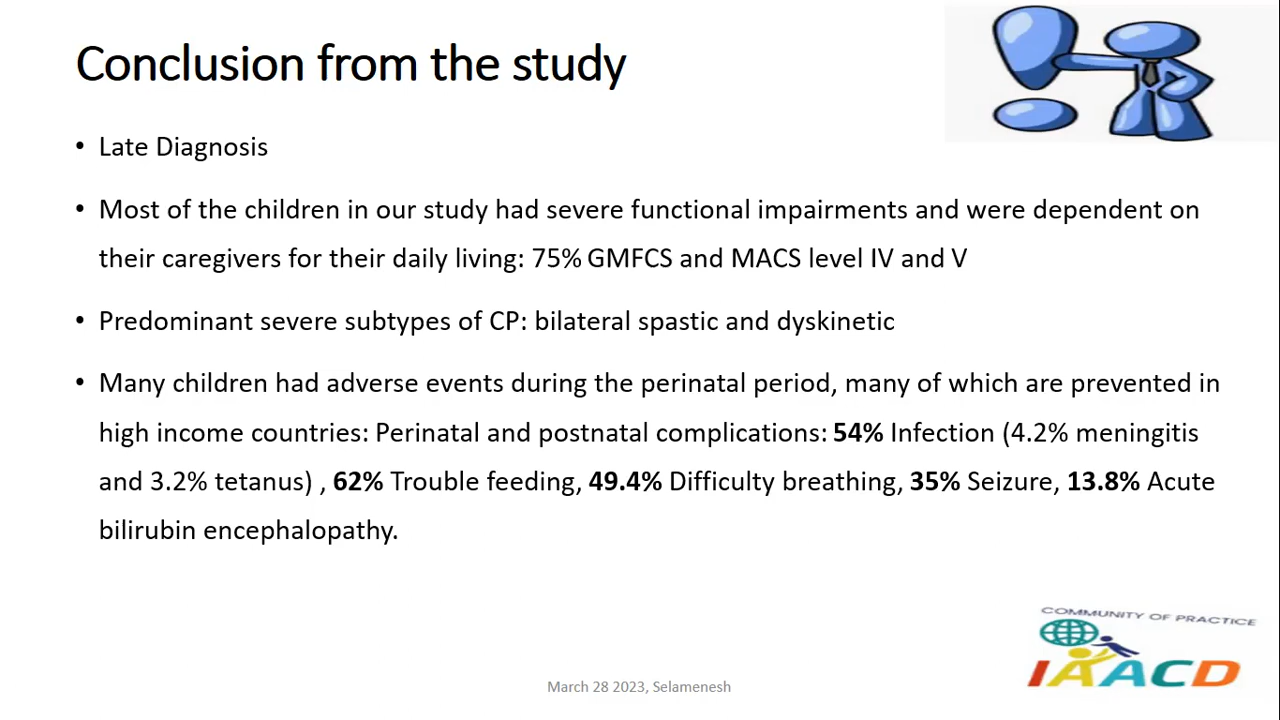 Conclusion from the study
• Late Diagnosis
• Most of the children in our study had severe functional impairments and were dependent on
their caregivers for their daily living: 75% GMFCS and MACS level IV and V
• Predominant severe subtypes of CP: bilateral spastic and dyskinetic
• Many children had adverse events during the perinatal period, many of which are prevented in
high income countries: Perinatal and postnatal complications: 54% Infection (4.2% meningitis
and 3.2% tetanus) , 62% Trouble feeding, 49.4% Difficulty breathing, 35% Seizure, 13.8% Acute
bilirubin encephalopathy.
COMMUNITY OF PRACTICE
IAACD
March 28 2023, Selamenesh